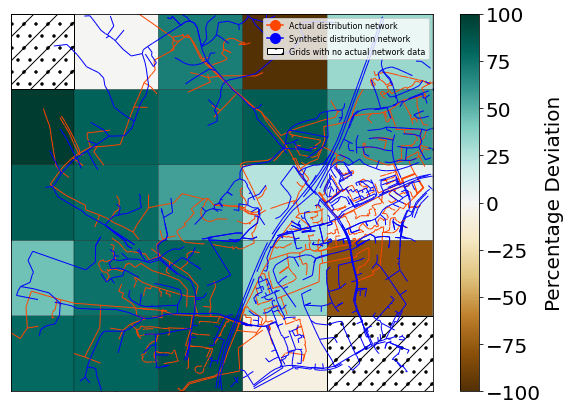 Actual distribution network
Synthetic distribution network
Grids with no actual network data
100
75
50
25
0
−25
−50
−75
−100
Percentage Deviation